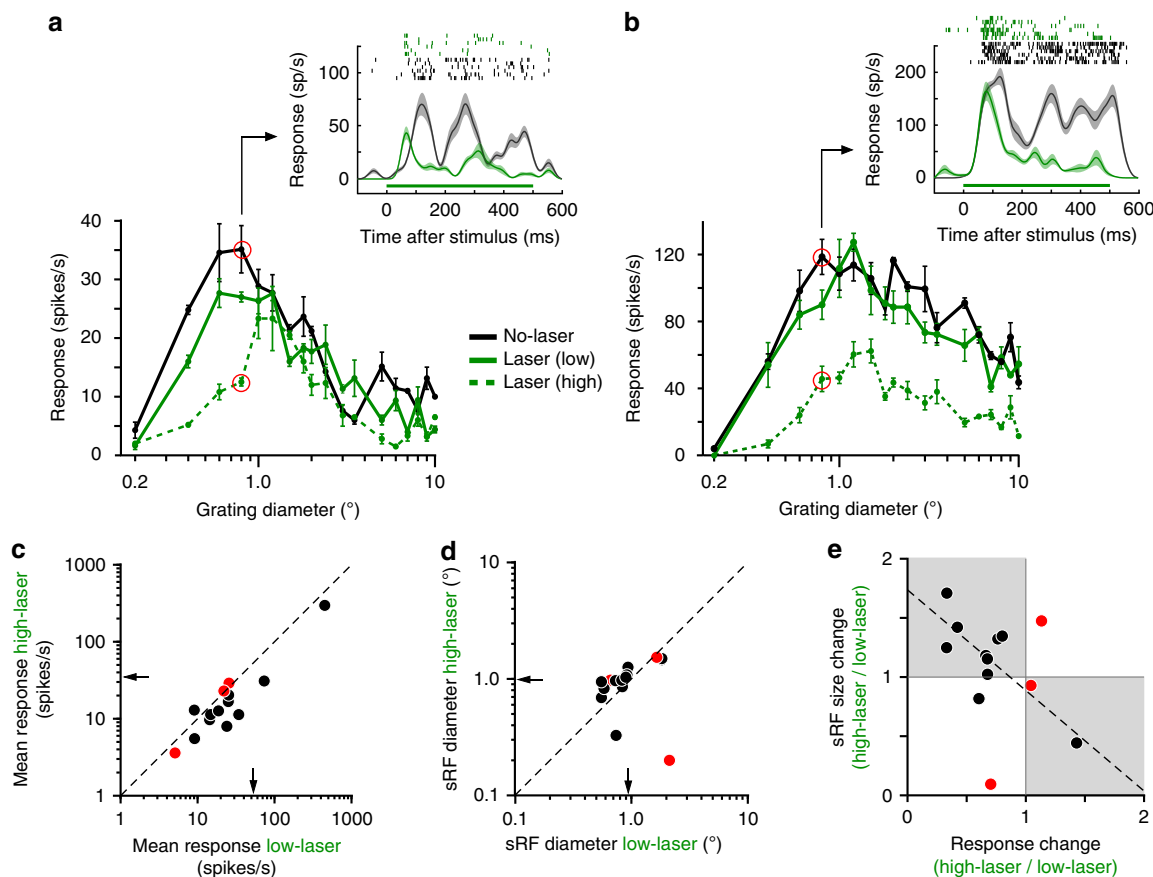 a
b
Response (sp/s)
100
50
0
0
200
400
600
Time after stimulus (ms)
Response (sp/s)
200
100
0
0
200
400
600
Time after stimulus (ms)
Response (spikes/s)
40
30
20
10
0
0.2
1.0
10
Grating diameter (°)
No-laser
Laser (low)
Laser (high)
Response (spikes/s)
120
80
40
0
0.2
1.0
10
Grating diameter (°)
c
Mean response high-laser
(spikes/s)
1000
100
10
1
1
10
100
1000
Mean response low-laser
(spikes/s)
d
sRF diameter high-laser (°)
10
1.0
0.1
0.1
1.0
10
sRF diameter low-laser (°)
e
sRF size change
(high-laser / low-laser)
2
1
0
0
1
2
Response change
(high-laser / low-laser)